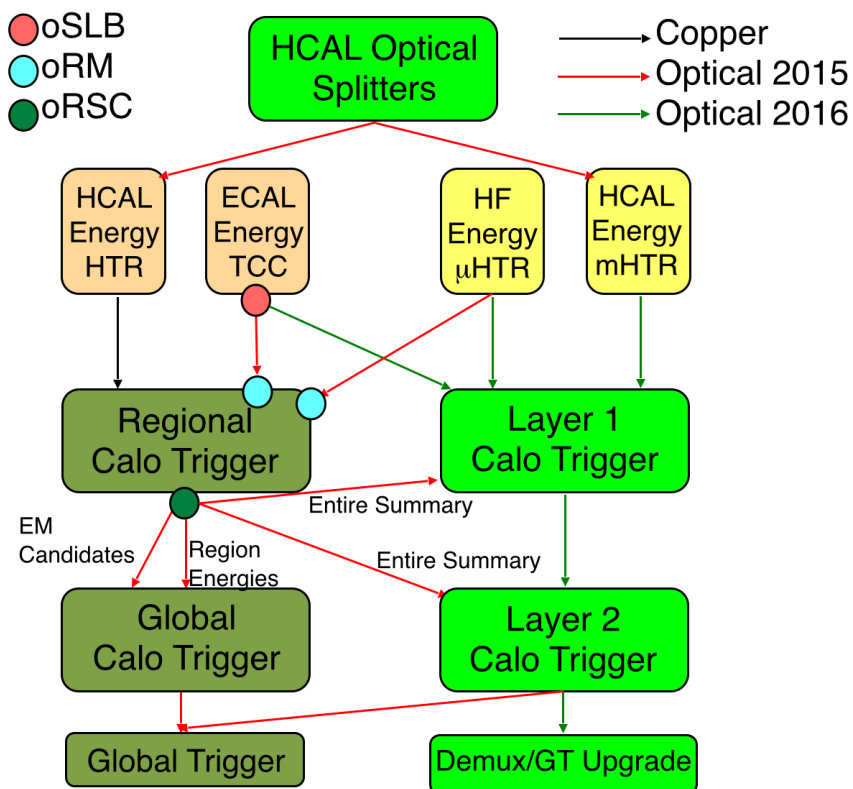 oSLB
oRM
oRSC
HCAL Optical
Splitters
Copper
Optical 2015
Optical 2016
HCAL
Energy
HTR
ECAL
Energy
TCC
HF
Energy
μHTR
HCAL
Energy
mHTR
Regional
Calo Trigger
Layer 1
Calo Trigger
Entire Summary
EM
Candidates
Region
Energies
Entire Summary
Global
Calo Trigger
Layer 2
Calo Trigger
Global Trigger
Demux/GT Upgrade